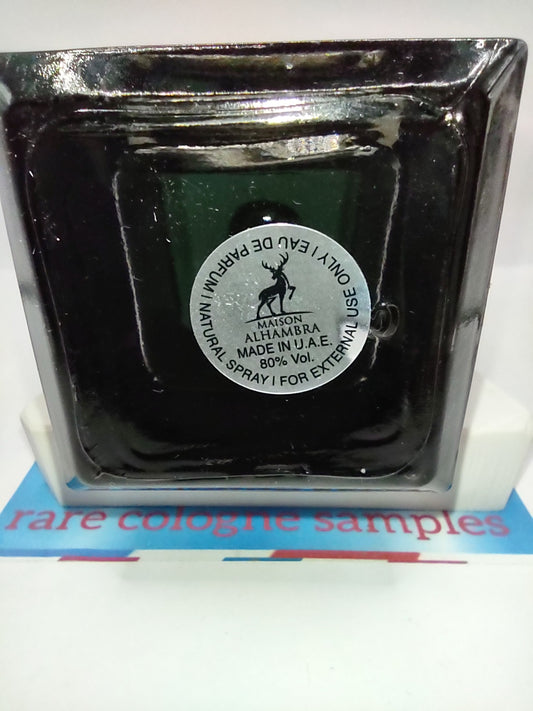 EAU DE PARFUM | NATURAL SPRAY | FOR EXTERNAL USE ONLY |
MAISON
ALHAMBRA
MADE IN U.A.E.
80% Vol.
rare cologne samples